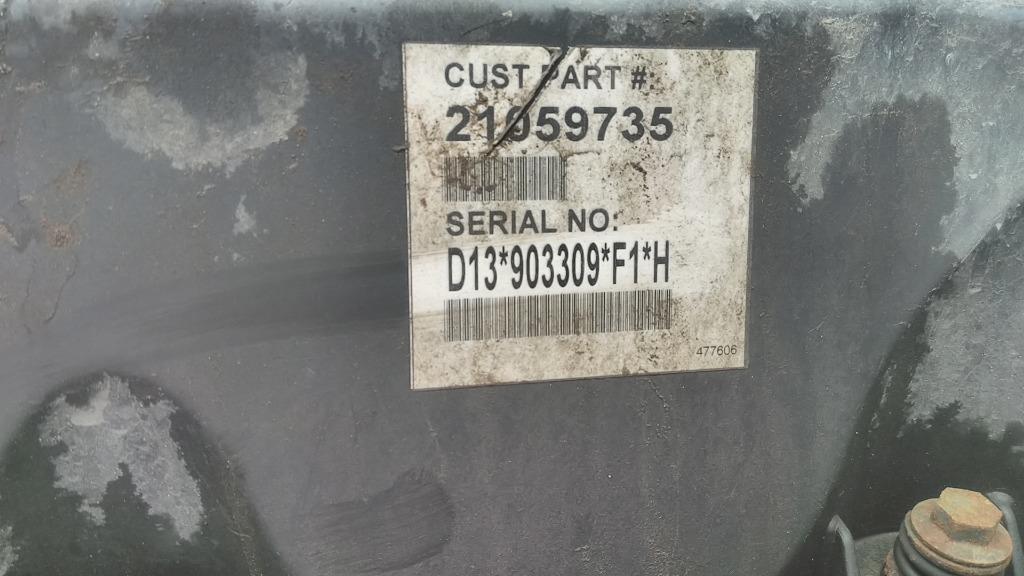 CUST PART #:
21059735
SERIAL NO:
D13*903309*F1*H
477606